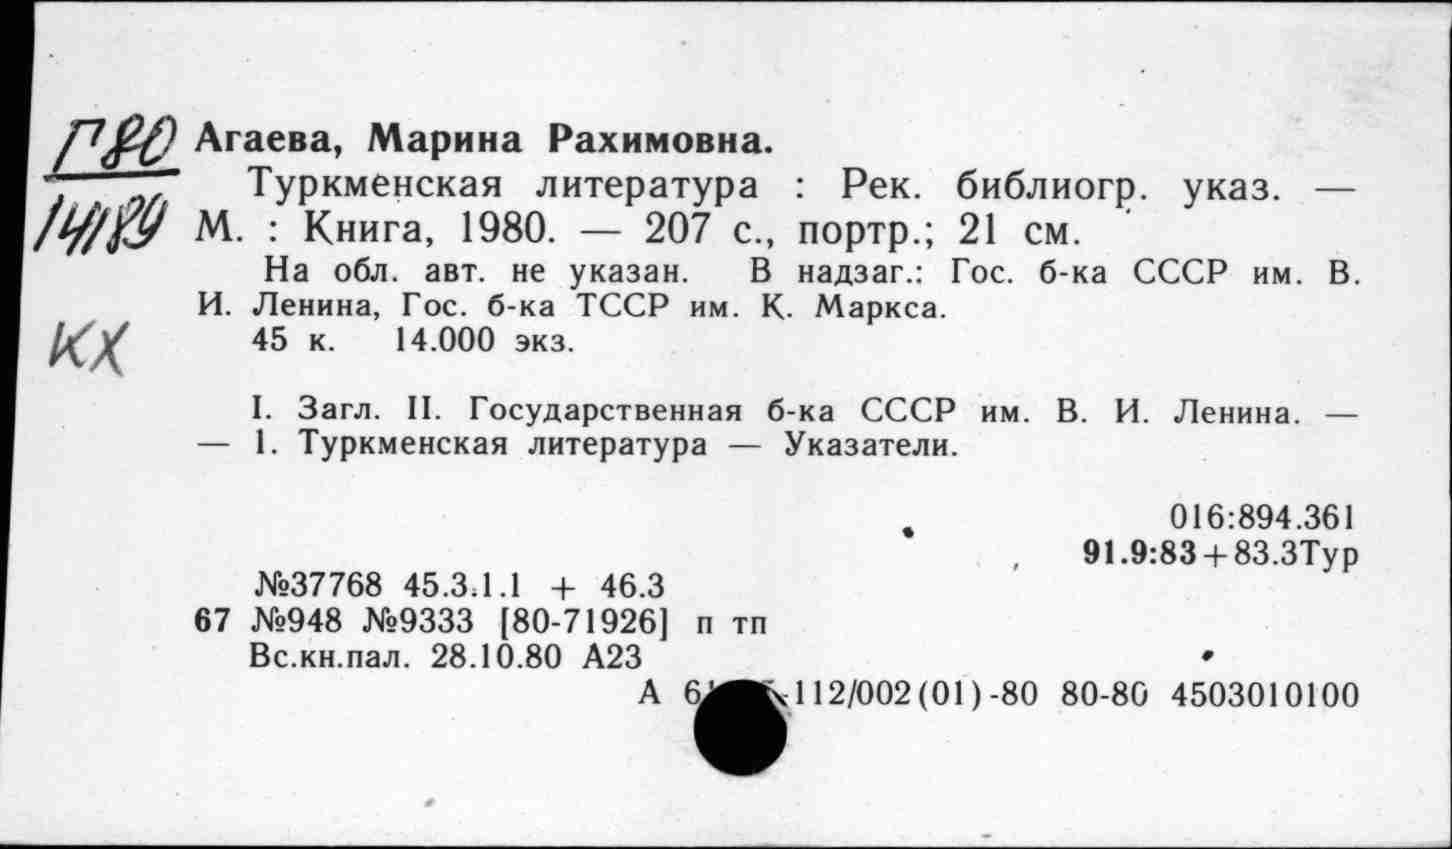 П80
14/89
КХ
Агаева, Марина Рахимовна.
Туркменская литература : Рек. библиогр. указ. —
М. : Книга, 1980. — 207 с., портр.; 21 см.
На обл. авт. не указан. В надзаг.: Гос. б-ка СССР им. В.
И. Ленина, Гос. б-ка ТССР им. К. Маркса.
45 к. 14.000 экз.
I. Загл. II. Государственная б-ка СССР им. В. И. Ленина. —
— 1. Туркменская литература — Указатели.
016:894.361
91.9:83+83.3Тур
№37768 45.3.1.1 + 46.3
67 №948 №9333 [80-71926] п тп
Вс.кн.пал. 28.10.80 А23
А 112/002(01)-80 80-80 4503010100